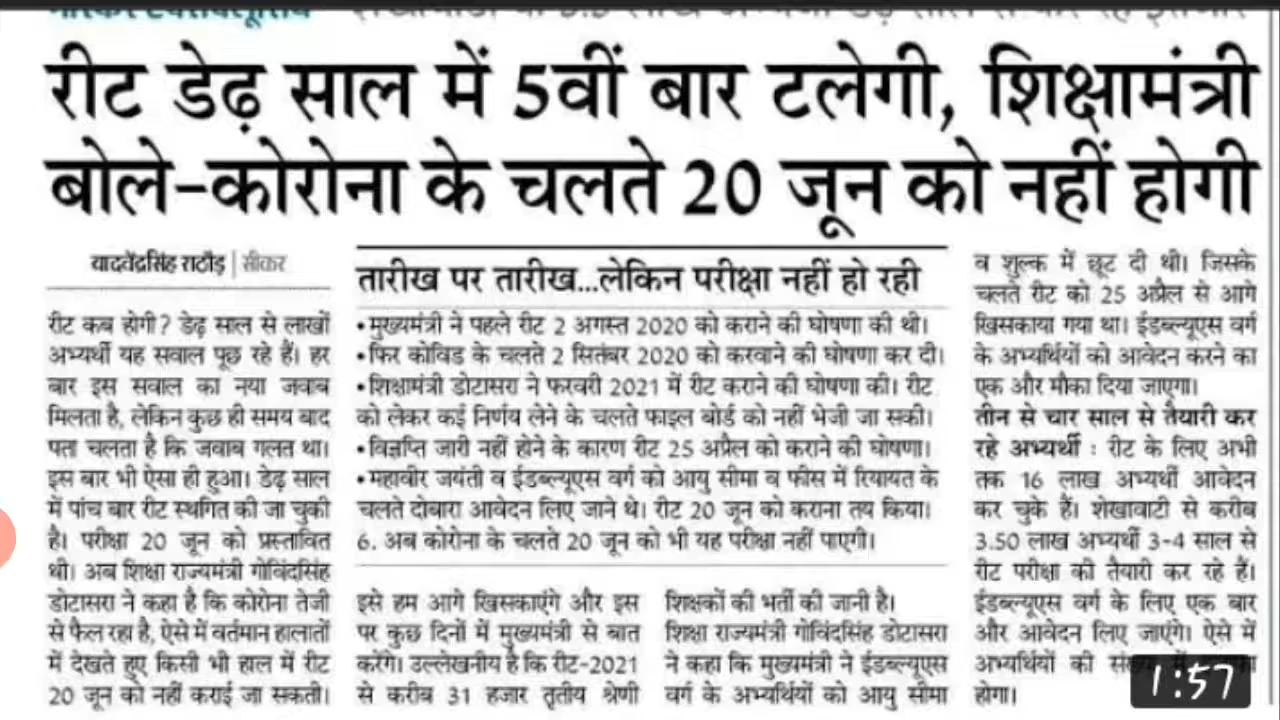 रीट डेढ़ साल में 5वीं बार टलेगी, शिक्षामंत्री
बोले-कोरोना के चलते 20 जून को नहीं होगी
यादवेंद्रसिंह राठौड़ | सीकर
रीट कब होगी? डेढ़ साल से लाखों
अभ्यर्थी यह सवाल पूछ रहे हैं। हर
बार इस सवाल का नया जवाब
मिलता है, लेकिन कुछ ही समय बाद
पता चलता है कि जवाब गलत था।
इस बार भी ऐसा ही हुआ। डेढ़ साल
में पांच बार रीट स्थगित की जा चुकी
है। परीक्षा 20 जून को प्रस्तावित
थी। अब शिक्षा राज्यमंत्री गोविंदसिंह
डोटासरा ने कहा है कि कोरोना तेजी
से फैल रहा है, ऐसे में वर्तमान हालातों
में देखते हुए किसी भी हाल में रीट
20 जून को नहीं कराई जा सकती।
तारीख पर तारीख...लेकिन परीक्षा नहीं हो रही
•मुख्यमंत्री ने पहले रीट 2 अगस्त 2020 को कराने की घोषणा की थी।
•फिर कोविड के चलते 2 सितंबर 2020 को करवाने की घोषणा कर दी।
•शिक्षामंत्री डोटासरा ने फरवरी 2021 में रीट कराने की घोषणा की। रीट
को लेकर कई निर्णय लेने के चलते फाइल बोर्ड को नहीं भेजी जा सकी।
•विज्ञप्ति जारी नहीं होने के कारण रीट 25 अप्रैल को कराने की घोषणा।
•महावीर जयंती व ईडब्ल्यूएस वर्ग को आयु सीमा व फीस में रियायत के
चलते दोबारा आवेदन लिए जाने थे। रीट 20 जून को कराना तय किया।
6. अब कोरोना के चलते 20 जून को भी यह परीक्षा नहीं पाएगी।
इसे हम आगे खिसकाएंगे और इस
पर कुछ दिनों में मुख्यमंत्री से बात
करेंगे। उल्लेखनीय है कि रीट-2021
से करीब 31 हजार तृतीय श्रेणी
शिक्षकों की भर्ती की जानी है।
शिक्षा राज्यमंत्री गोविंदसिंह डोटासरा
ने कहा कि मुख्यमंत्री ने ईडब्ल्यूएस
वर्ग के अभ्यर्थियों को आयु सीमा
व शुल्क में छूट दी थी। जिसके
चलते रीट को 25 अप्रैल से आगे
खिसकाया गया था। ईडब्ल्यूएस वर्ग
के अभ्यर्थियों को आवेदन करने का
एक और मौका दिया जाएगा।
तीन से चार साल से तैयारी कर
रहे अभ्यर्थी : रीट के लिए अभी
तक 16 लाख अभ्यर्थी आवेदन
कर चुके हैं। शेखावाटी से करीब
3.50 लाख अभ्यर्थी 3-4 साल से
रीट परीक्षा की तैयारी कर रहे हैं।
ईडब्ल्यूएस वर्ग के लिए एक बार
और आवेदन लिए जाएंगे। ऐसे में
अभ्यर्थियों की
होगा।
1:57